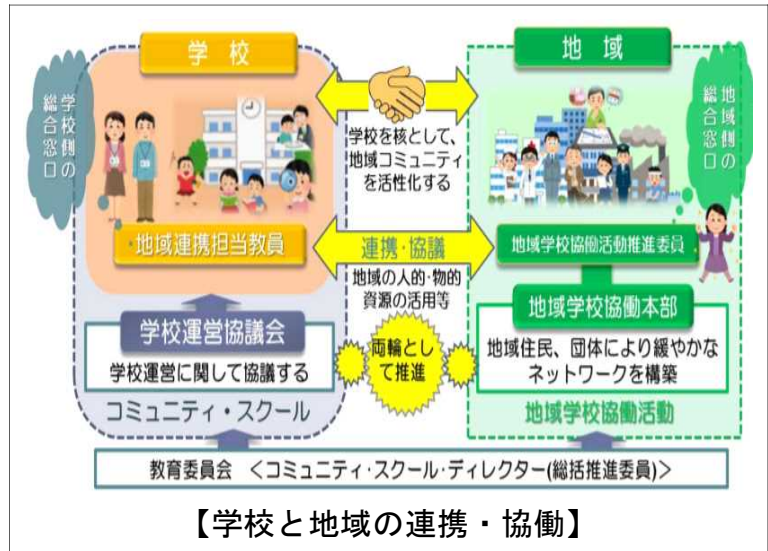 学校
地域
学校側の
総合窓口
地域側の
総合窓口
学校を核として、
地域コミュニティ
を活性化する
地域連携担当教員
連携・協議
地域学校協働活動推進委員
地域の人的・物的
資源の活用等
学校運営協議会
学校運営に関して協議する
コミュニティ・スクール
両輪とし
て推進
地域学校協働本部
地域住民、団体により緩やかな
ネットワークを構築
地域学校協働活動
教育委員会 <コミュニティ・スクール・ディレクター(総括推進委員)>
【学校と地域の連携・協働】